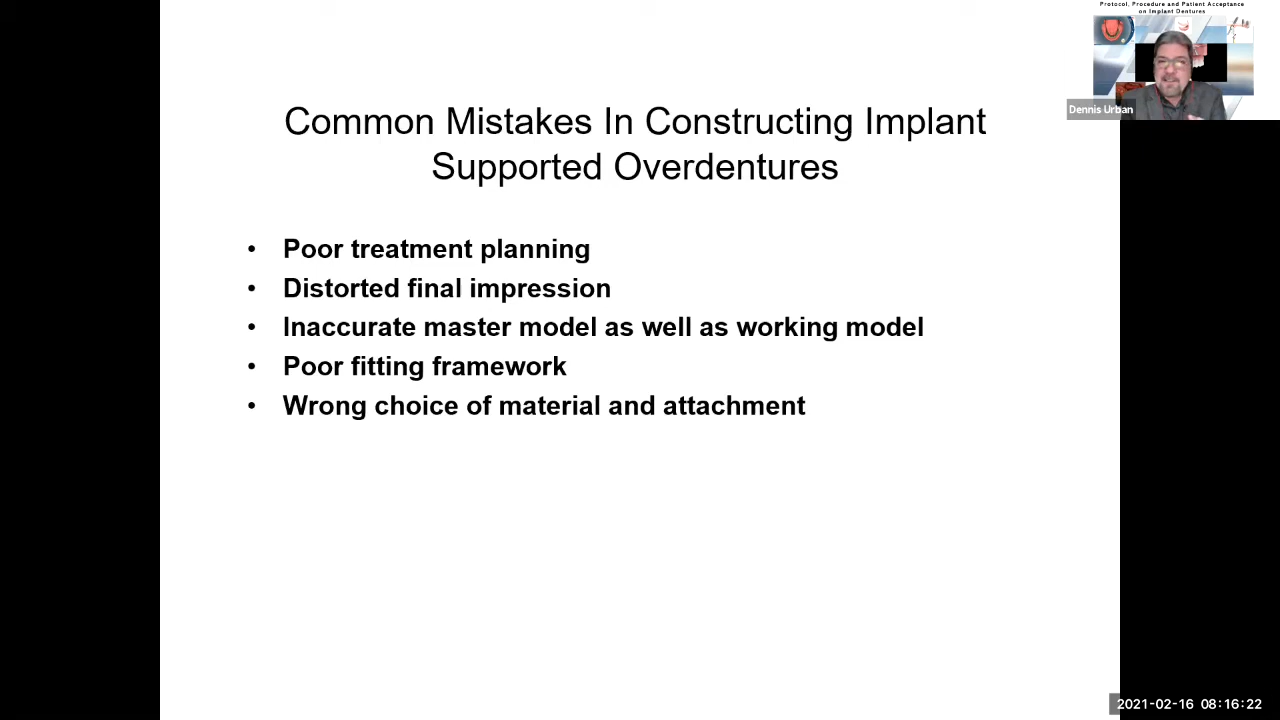 Protocol, Procedure and Patient Acceptance
on Implant Dentures
Dennis Urban
Common Mistakes In Constructing Implant
Supported Overdentures
• Poor treatment planning
• Distorted final impression
• Inaccurate master model as well as working model
• Poor fitting framework
• Wrong choice of material and attachment
2021-02-16 08:16:22